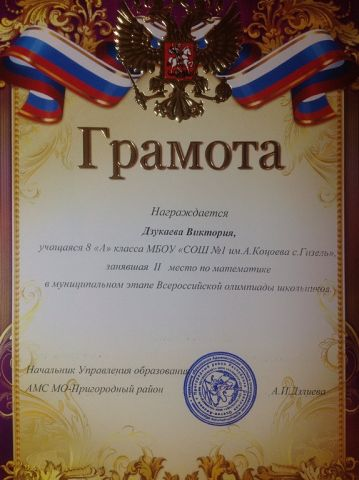 Грамота
Награждается
Дзукаева Виктория,
учащаяся 8 «А» класса МБОУ «СОШ №1 им.А.Коцоева с.Гизель»,
занявшая II место по математике
в муниципальном этапе Всероссийской олимпиады школьников.
Начальник Управления образования
АМС МО-Пригородный район А.П.Дзлиева